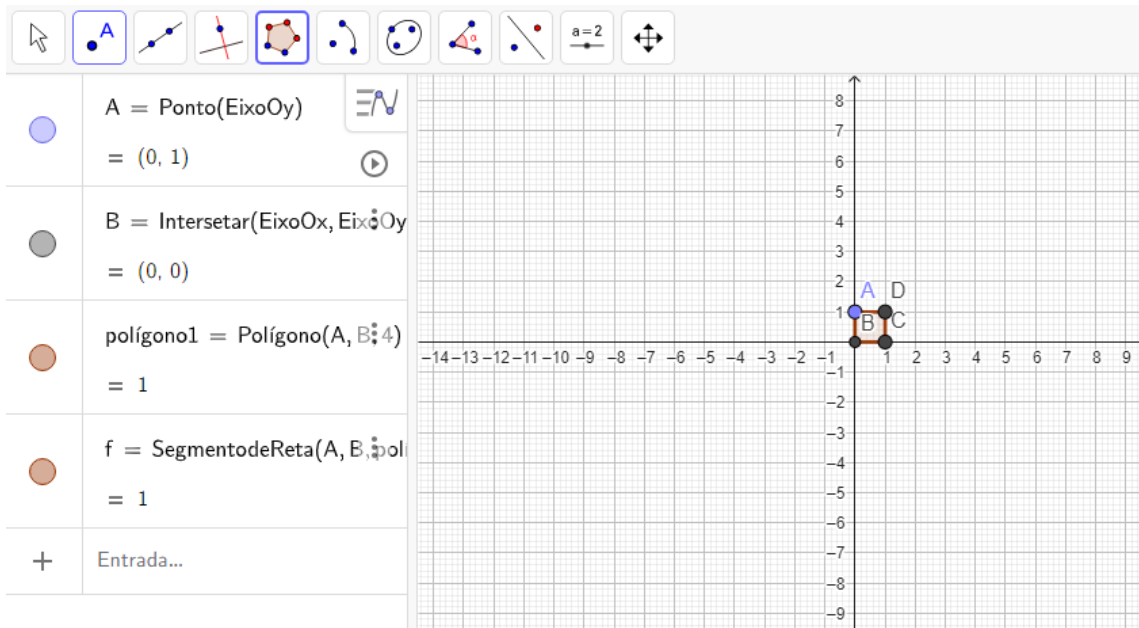 A
α
a=2
A = Ponto(EixoOy)
= (0, 1)
B = Intersetar(EixoOx, EixoOy
= (0, 0)
polígono1 = Polígono(A, B, 4)
= 1
f = SegmentodeReta(A, B, polí
= 1
+ Entrada...
8
7
6
5
4
3
2
A D
1
B C
−14 −13 −12 −11 −10 −9 −8 −7 −6 −5 −4 −3 −2 −1 1 2 3 4 5 6 7 8 9
−1
−2
−3
−4
−5
−6
−7
−8
−9